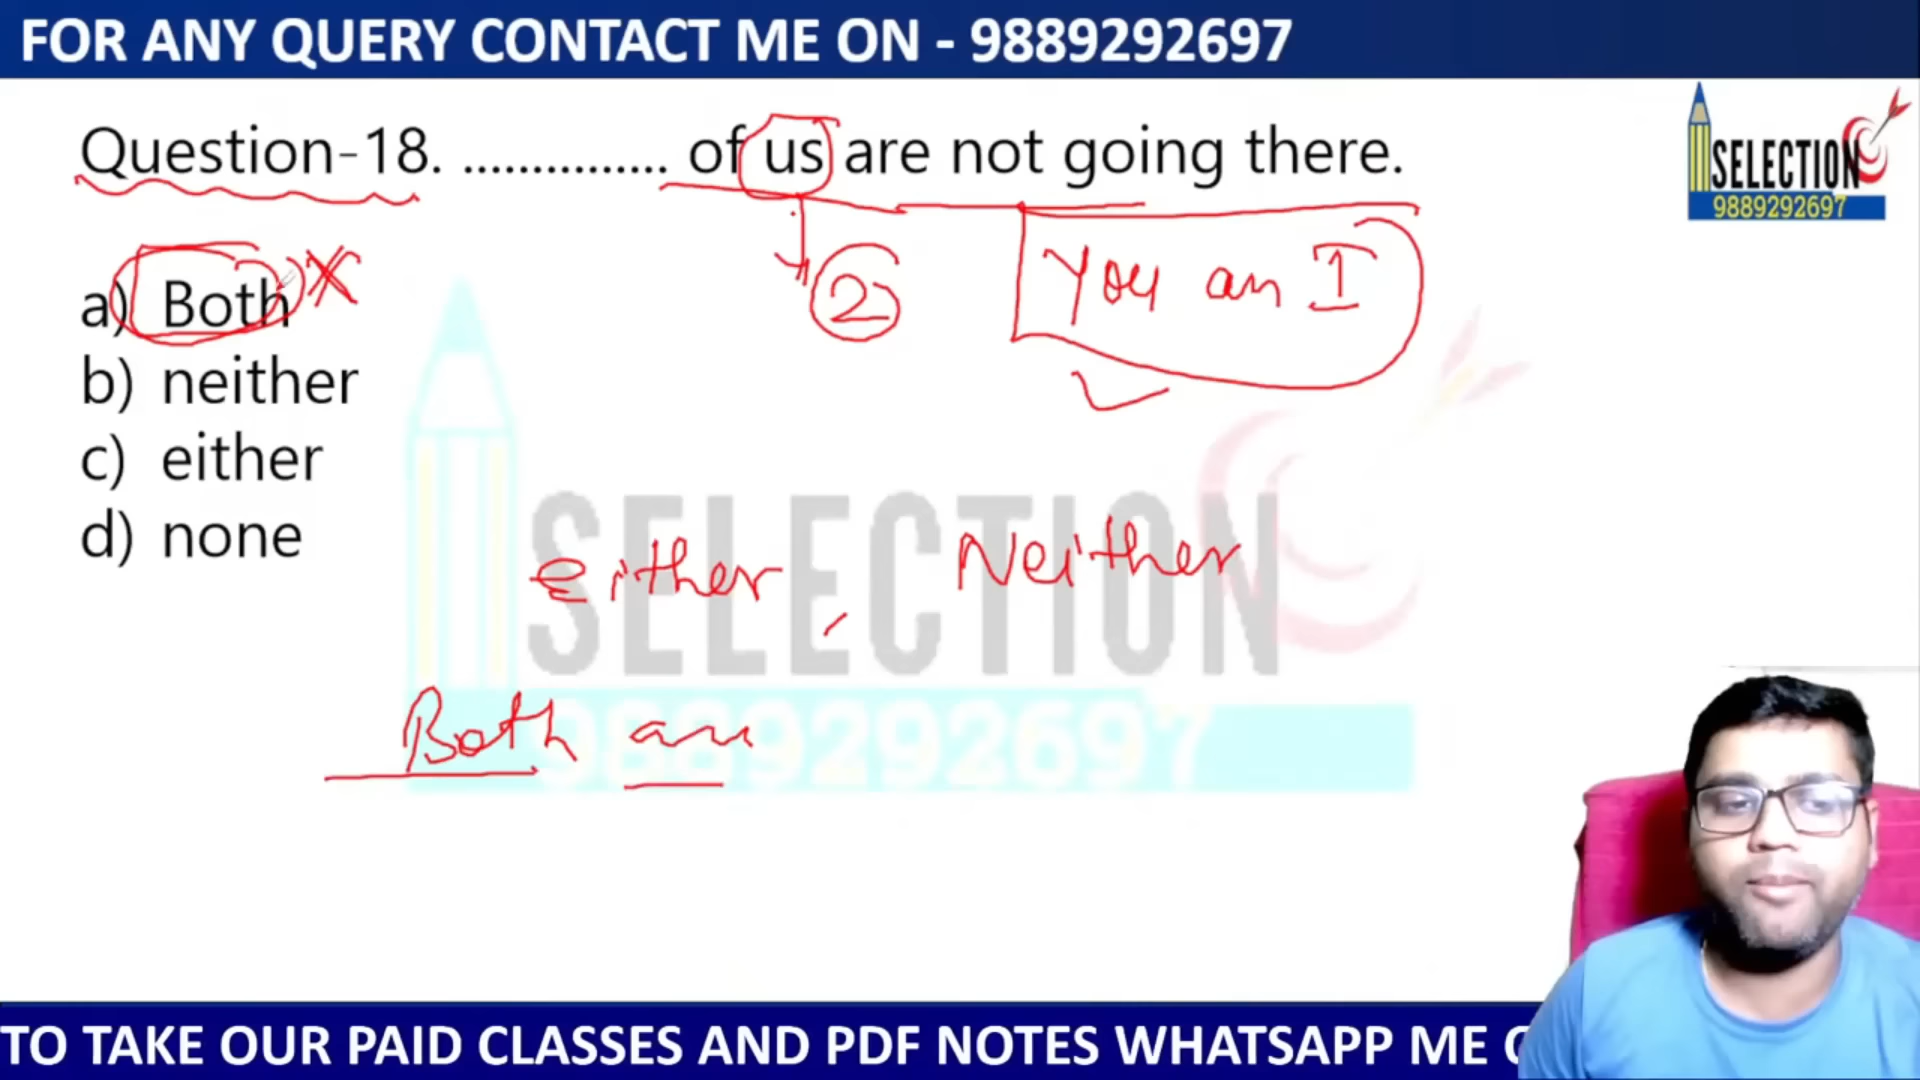 FOR ANY QUERY CONTACT ME ON - 9889292697
Question-18. ............... of us are not going there.
SELECTION
9889292697
2
You an I
a) Both
b) neither
c) either
d) none
SELECTION
either, Neither
9889292697
Both are
TO TAKE OUR PAID CLASSES AND PDF NOTES WHATSAPP ME